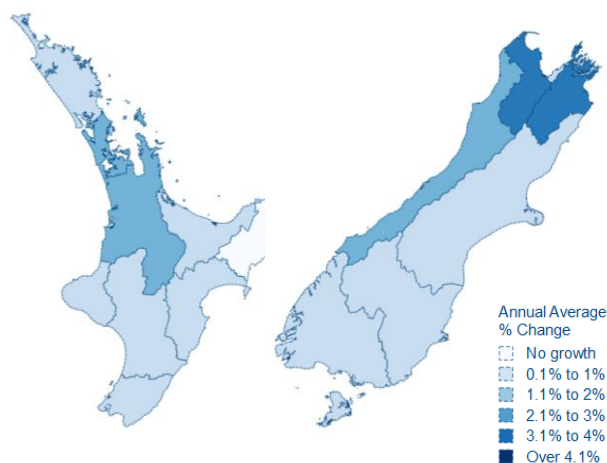 Annual Average
% Change
No growth
0.1% to 1%
1.1% to 2%
2.1% to 3%
3.1% to 4%
Over 4.1%